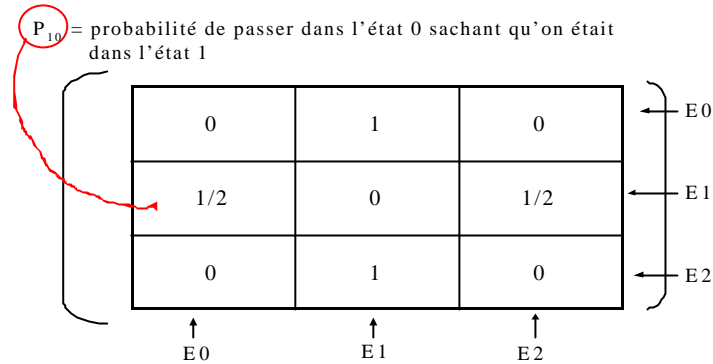 P₁₀ = probabilité de passer dans l'état 0 sachant qu'on était
dans l'état 1
0 1 0 E0
1/2 0 1/2 E1
0 1 0 E2
E0 E1 E2